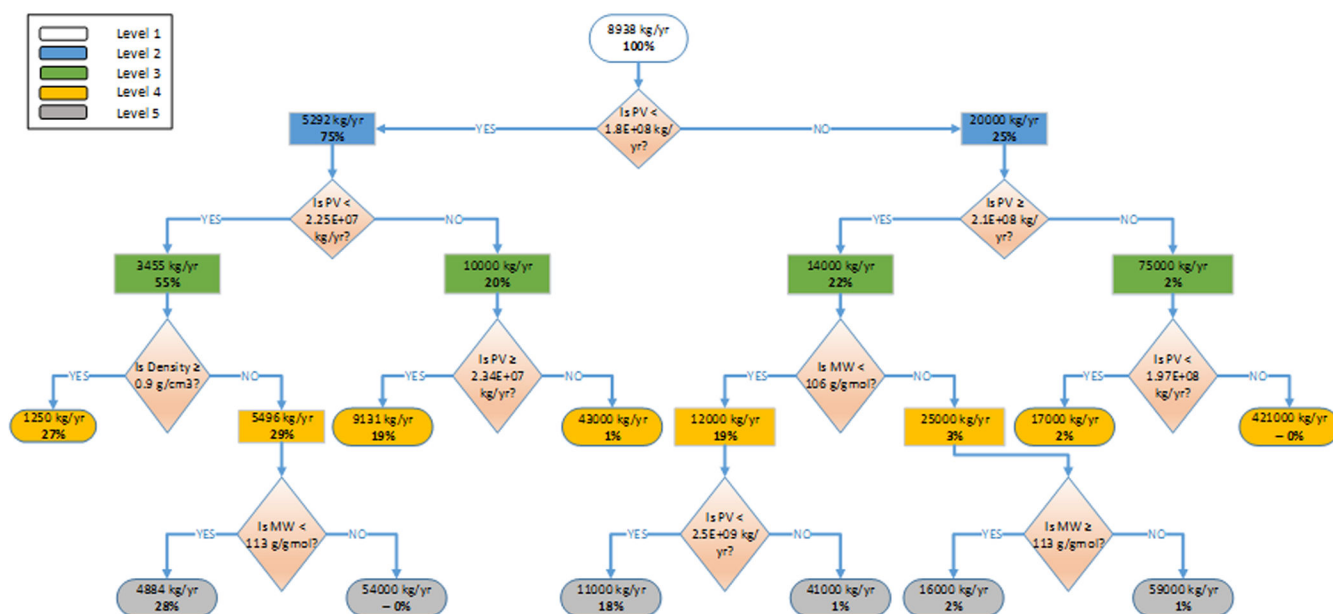 Level 1
Level 2
Level 3
Level 4
Level 5
8938 kg/yr
100%
Is PV <
1.8E+08 kg/
yr?
YES
NO
5292 kg/yr
75%
20000 kg/yr
25%
Is PV <
2.25E+07
kg/yr?
YES
NO
Is PV ≥
2.1E+08 kg/
yr?
YES
NO
3455 kg/yr
55%
10000 kg/yr
20%
14000 kg/yr
22%
75000 kg/yr
2%
Is Density ≥
0.9 g/cm3?
YES
NO
Is PV ≥
2.34E+07
kg/yr?
YES
NO
Is MW <
106 g/gmol?
YES
NO
Is PV <
1.97E+08
kg/yr?
YES
NO
1250 kg/yr
27%
5496 kg/yr
29%
9131 kg/yr
19%
43000 kg/yr
1%
12000 kg/yr
19%
25000 kg/yr
3%
17000 kg/yr
2%
421000 kg/yr
– 0%
Is MW <
113 g/gmol?
YES
NO
Is PV <
2.5E+09 kg/
yr?
YES
NO
Is MW ≥
113 g/gmol?
YES
NO
4884 kg/yr
28%
54000 kg/yr
– 0%
11000 kg/yr
18%
41000 kg/yr
1%
16000 kg/yr
2%
59000 kg/yr
1%